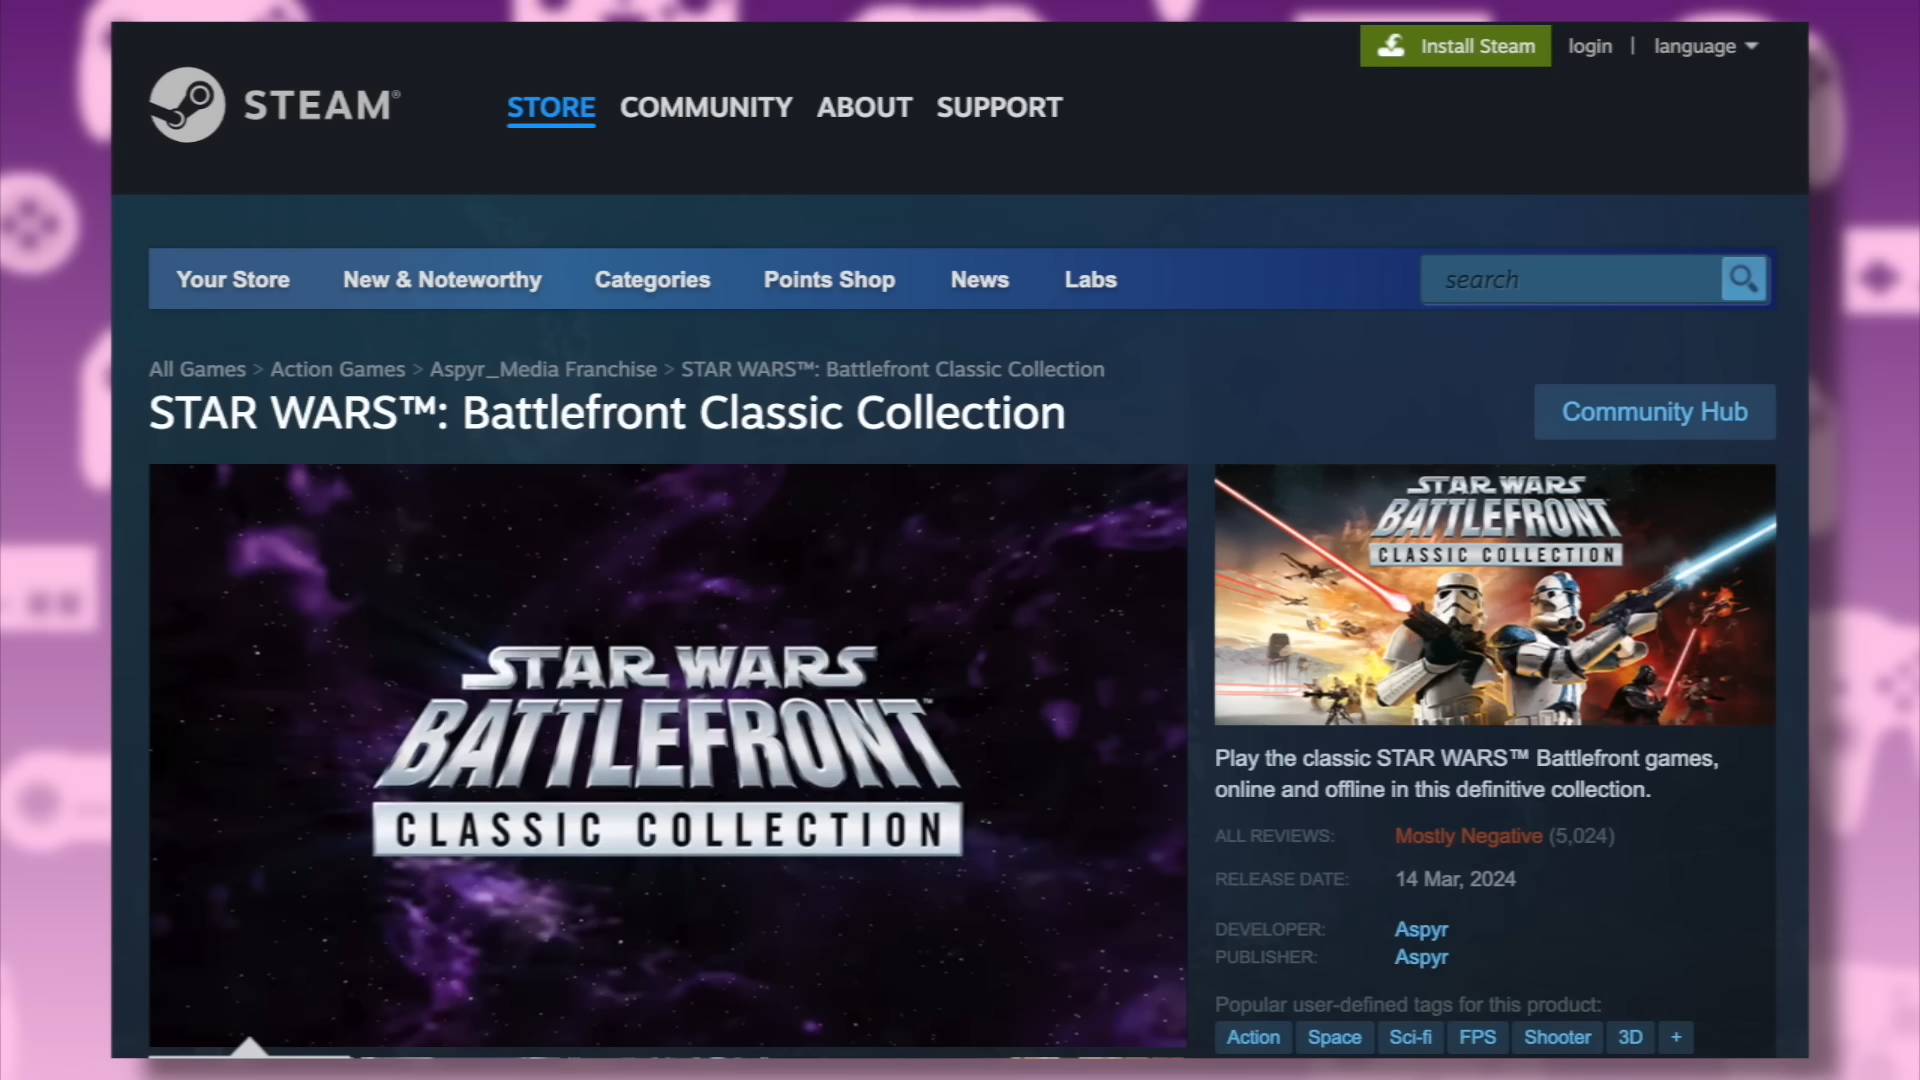 Install Steam login | language
STEAM®
STORE COMMUNITY ABOUT SUPPORT
Your Store New & Noteworthy Categories Points Shop News Labs search
All Games > Action Games > Aspyr_Media Franchise > STAR WARS™: Battlefront Classic Collection
STAR WARS™: Battlefront Classic Collection
Community Hub
STAR WARS
BATTLEFRONT™
CLASSIC COLLECTION
STAR WARS
BATTLEFRONT
CLASSIC COLLECTION
Play the classic STAR WARS™ Battlefront games,
online and offline in this definitive collection.
ALL REVIEWS: Mostly Negative (5,024)
RELEASE DATE: 14 Mar, 2024
DEVELOPER: Aspyr
PUBLISHER: Aspyr
Popular user-defined tags for this product:
Action Space Sci-fi FPS Shooter 3D +